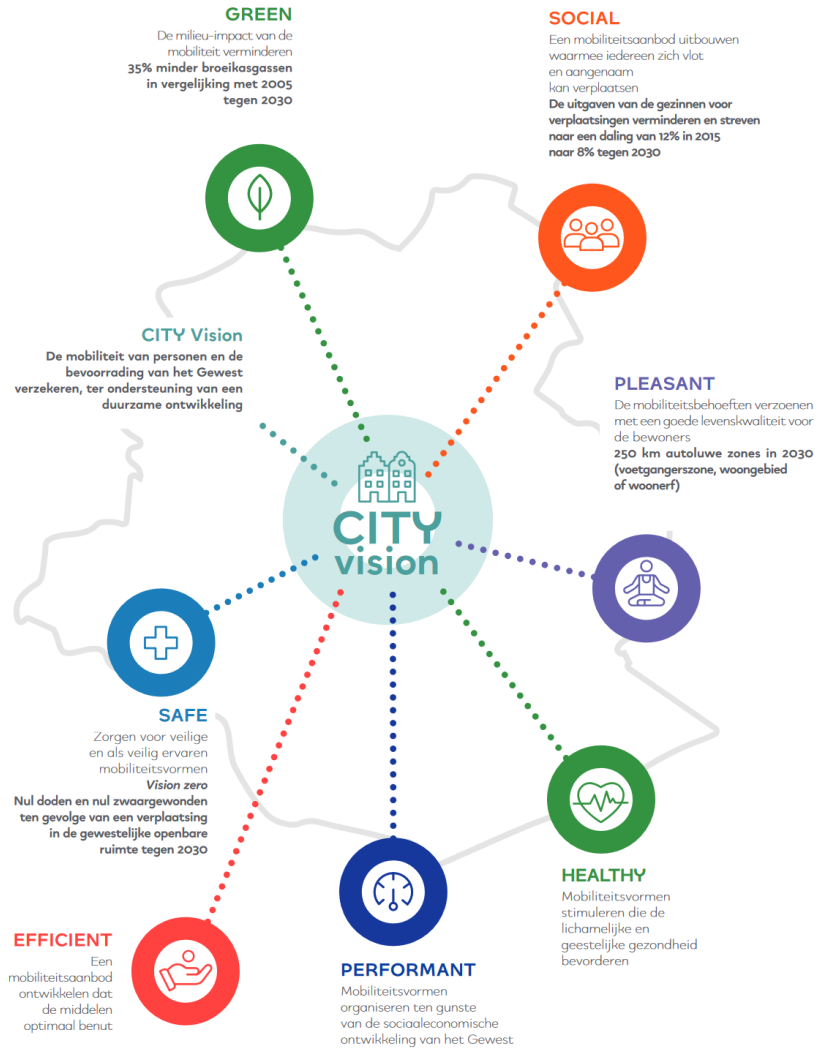 GREEN
De milieu-impact van de
mobiliteit verminderen
35% minder broeikasgassen
in vergelijking met 2005
tegen 2030
SOCIAL
Een mobiliteitsaanbod uitbouwen
waarmee iedereen zich vlot
en aangenaam
kan verplaatsen
De uitgaven van de gezinnen voor
verplaatsingen verminderen en streven
naar een daling van 12% in 2015
naar 8% tegen 2030
CITY Vision
De mobiliteit van personen en de
bevoorrading van het Gewest
verzekeren, ter ondersteuning van een
duurzame ontwikkeling
PLEASANT
De mobiliteitsbehoeften verzoenen
met een goede levenskwaliteit voor
de bewoners
250 km autoluwe zones in 2030
(voetgangerszone, woongebied
of woonerf)
CITY
vision
SAFE
Zorgen voor veilige
en als veilig ervaren
mobiliteitsvormen
Vision zero
Nul doden en nul zwaargewonden
ten gevolge van een verplaatsing
in de gewestelijke openbare
ruimte tegen 2030
HEALTHY
Mobiliteitsvormen
stimuleren die de
lichamelijke en
geestelijke gezondheid
bevorderen
EFFICIENT
Een
mobiliteitsaanbod
ontwikkelen dat
de middelen
optimaal benut
PERFORMANT
Mobiliteitsvormen
organiseren ten gunste
van de sociaaleconomische
ontwikkeling van het Gewest